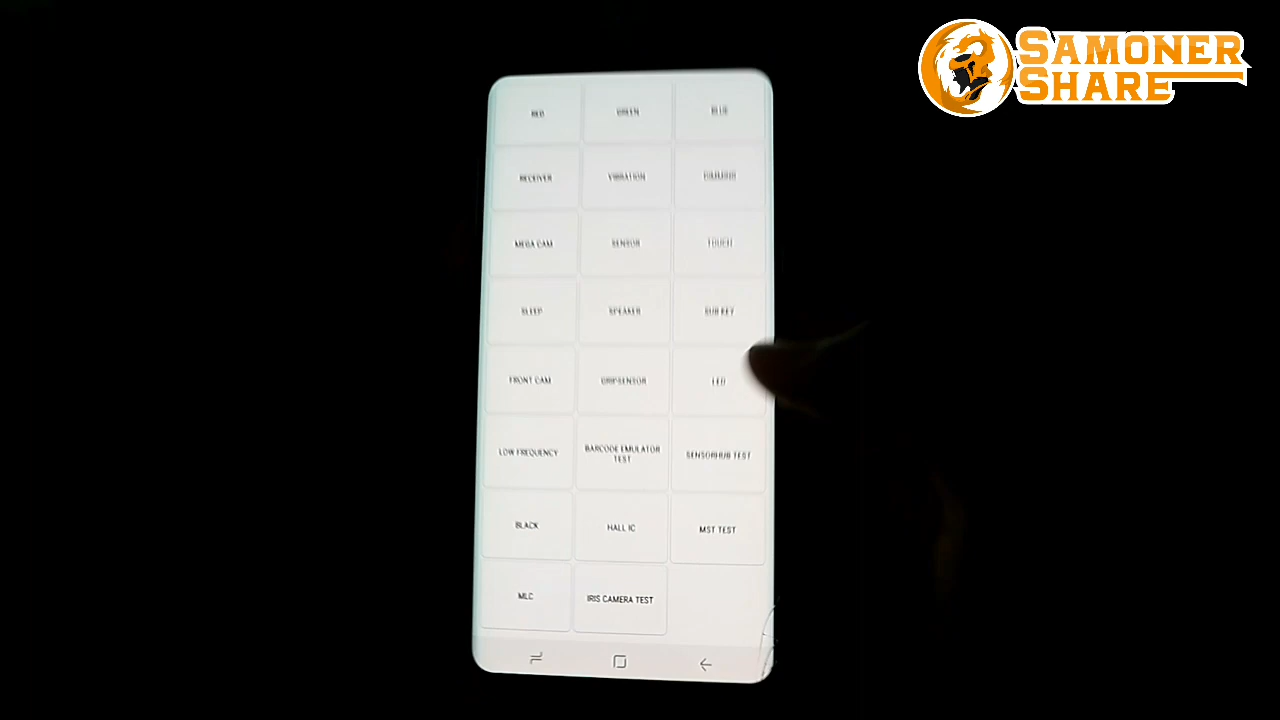 SAMONER
SHARE
RED
GREEN
BLUE
RECEIVER
VIBRATION
MEGA CAM
SENSOR
TOUCH
SLEEP
SPEAKER
SUB KEY
FRONT CAM
GRIPSENSOR
LED
LOW FREQUENCY
BARCODE EMULATOR
TEST
SENSORHUB TEST
BLACK
HALL IC
MST TEST
MLC
IRIS CAMERA TEST